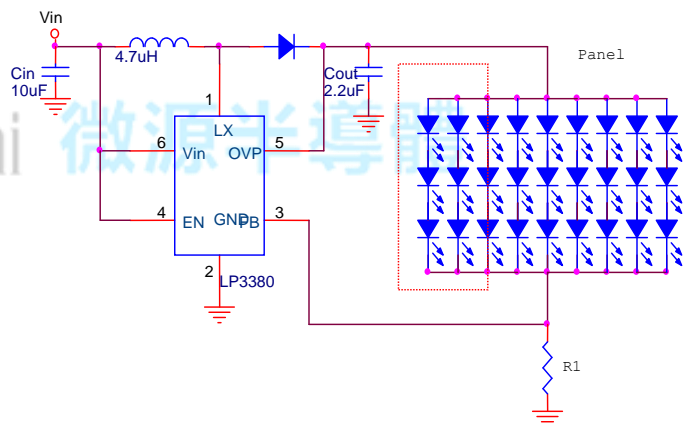 Vin
4.7uH
Panel
Cin
10uF
Cout
2.2uF
1
LX
微源半導體
6
Vin
OVP
5
4
EN
GND
FB
3
2
LP3380
R1